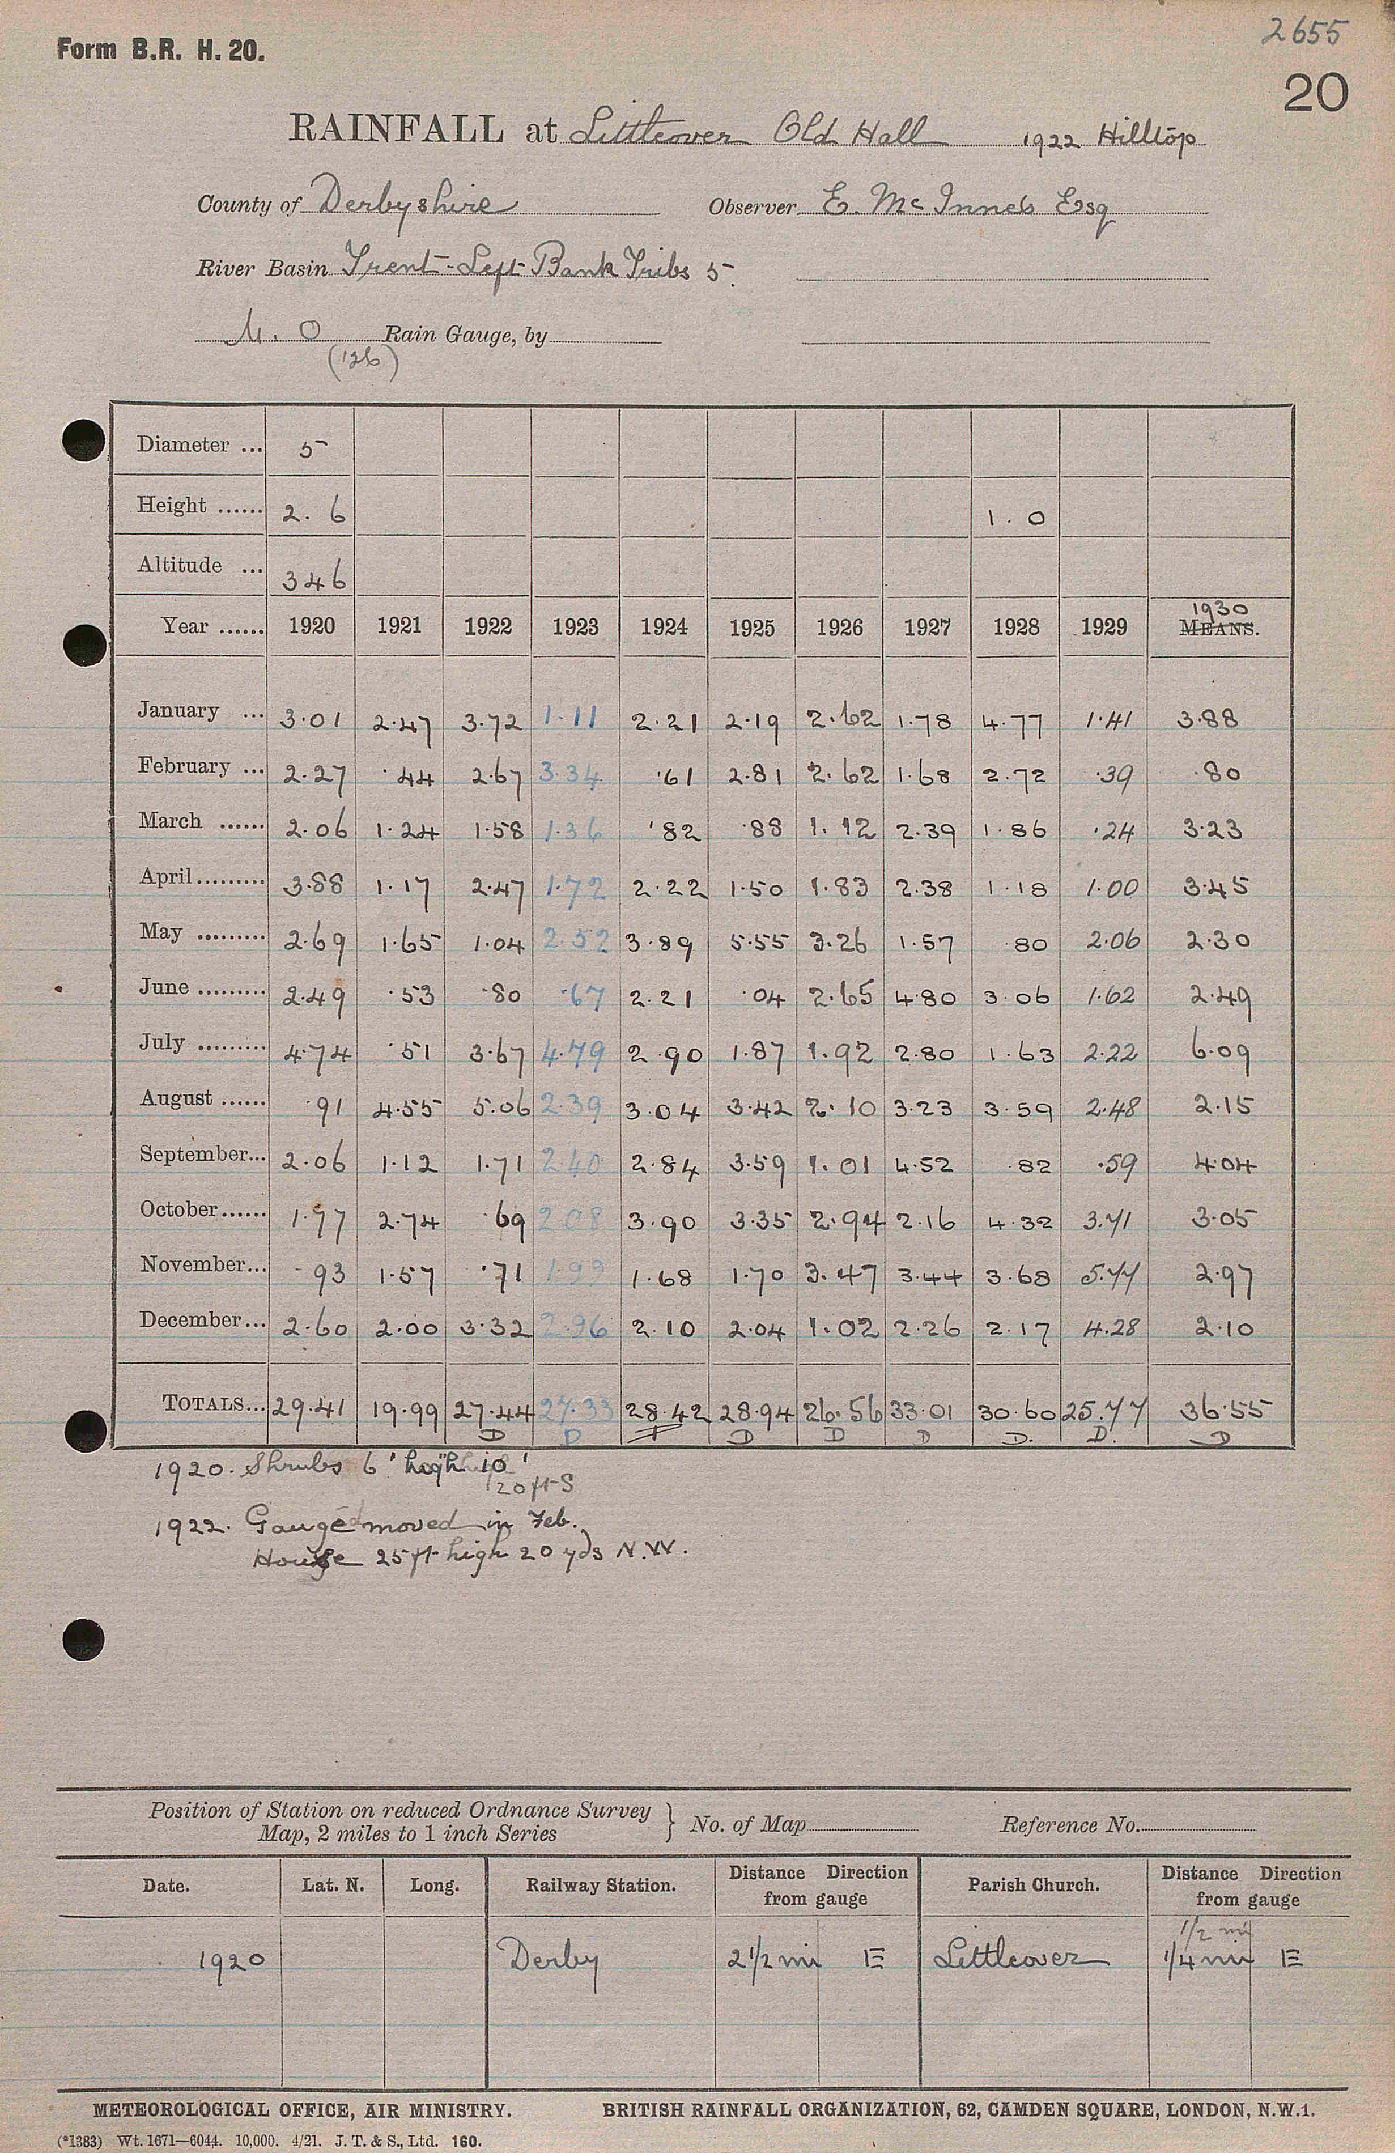 2655
Form B.R. H. 20.
20
RAINFALL at Littleover Old Hall 1922 Hilltop
County of Derbyshire Observer E. McInnes Esq
River Basin Trent-Left Bank Tribs 5
M. O Rain Gauge, by
(126)
Diameter ... 5
Height ...... 2. 6 1. 0
Altitude ... 346
1930
Year ...... 1920 1921 1922 1923 1924 1925 1926 1927 1928 1929 MEANS.
January ... 3.01 2.47 3.72 1.11 2.21 2.19 2.62 1.78 4.77 1.41 3.88
February ... 2.27 .44 2.67 3.34 .61 2.81 2.62 1.68 2.72 .39 .80
March ...... 2.06 1.24 1.58 1.36 .82 .88 1.12 2.39 1.86 .24 3.23
April ......... 3.88 1.17 2.47 1.72 2.22 1.50 1.83 2.38 1.18 1.00 3.45
May ......... 2.69 1.65 1.04 2.52 3.89 5.55 3.26 1.57 .80 2.06 2.30
June ......... 2.49 .53 .80 .67 2.21 .04 2.65 4.80 3.06 1.62 2.49
July ......... 4.74 .51 3.67 4.79 2.90 1.87 1.92 2.80 1.63 2.22 6.09
August ...... .91 4.55 5.06 2.39 3.04 3.42 2.10 3.23 3.59 2.48 2.15
September... 2.06 1.12 1.71 2.40 2.84 3.59 1.01 4.52 .82 .59 4.04
October ...... 1.77 2.74 .69 2.08 3.90 3.35 2.94 2.16 4.32 3.71 3.05
November... .93 1.57 .71 1.99 1.68 1.70 3.47 3.44 3.68 5.77 2.97
December... 2.60 2.00 3.32 2.96 2.10 2.04 1.02 2.26 2.17 4.28 2.10
TOTALS... 29.41 19.99 27.44 27.33 28.42 28.94 26.56 33.01 30.60 25.77 36.55
D D D D D D. D. D
1920. Shrubs 6' high 10'
20 ft S
1922. Gauge moved in Feb.
House 25 ft high 20 yds N.W.
Position of Station on reduced Ordnance Survey
Map, 2 miles to 1 inch Series } No. of Map Reference No.
Date. Lat. N. Long. Railway Station. Distance Direction from gauge Parish Church. Distance Direction from gauge
1/2 mi
1920 Derby 2 1/2 mi E Littleover 1/4 mi E
METEOROLOGICAL OFFICE, AIR MINISTRY. BRITISH RAINFALL ORGANIZATION, 62, CAMDEN SQUARE, LONDON, N.W.1.
(*1383) Wt. 1671—6044. 10,000. 4/21. J. T. & S., Ltd. 160.